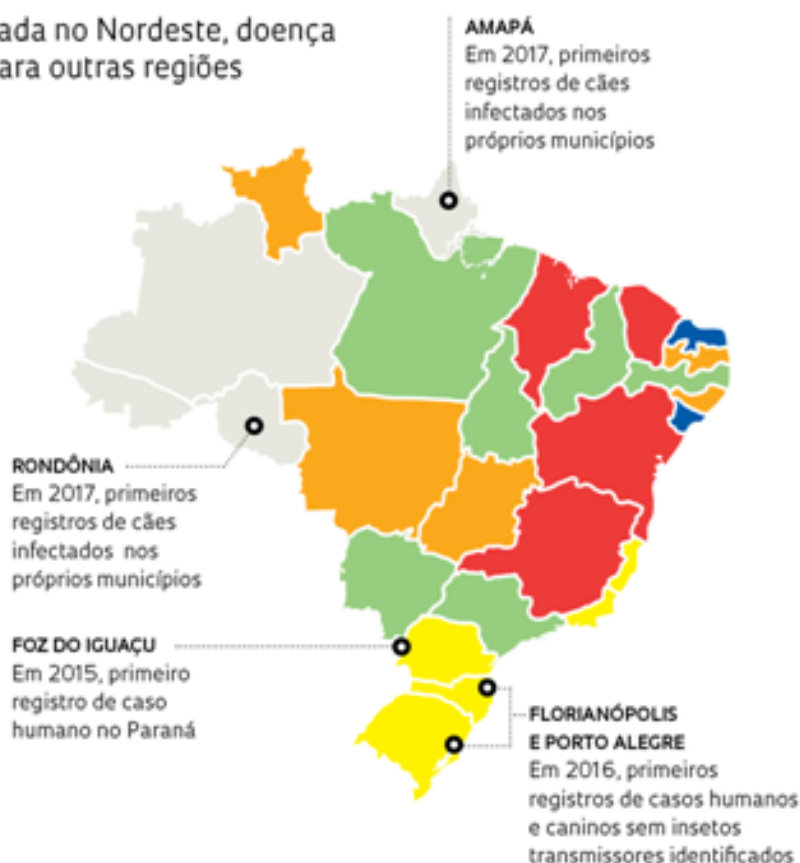 ada no Nordeste, doença
ara outras regiões
AMAPÁ
Em 2017, primeiros
registros de cães
infectados nos
próprios municípios
RONDÔNIA
Em 2017, primeiros
registros de cães
infectados nos
próprios municípios
FOZ DO IGUAÇU
Em 2015, primeiro
registro de caso
humano no Paraná
FLORIANÓPOLIS
E PORTO ALEGRE
Em 2016, primeiros
registros de casos humanos
e caninos sem insetos
transmissores identificados